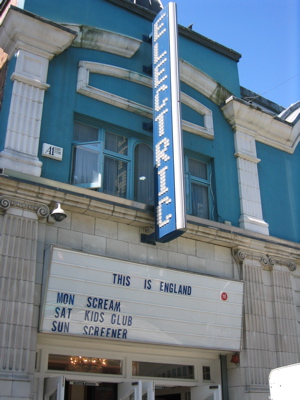 ELECTRIC
THIS IS ENGLAND
MON SCREAM
SAT KIDS CLUB
SUN SCREENER